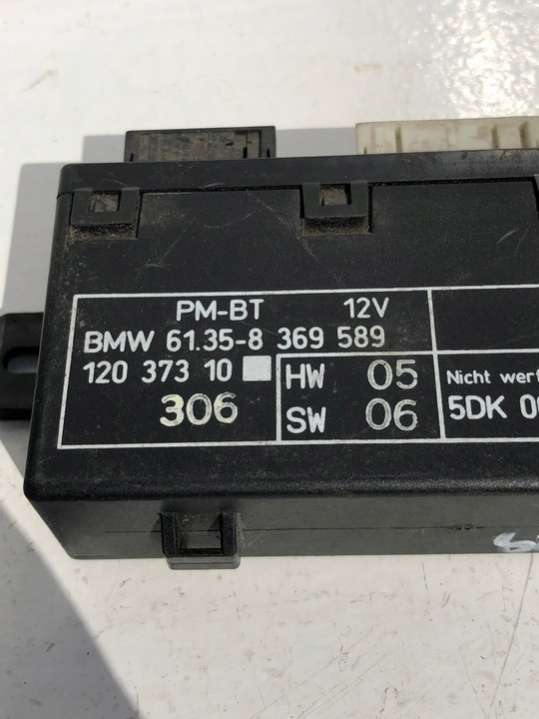 PM-BT 12V
BMW 61.35-8 369 589
120 373 10
306
HW 05
SW 06
Nicht wer
5DK